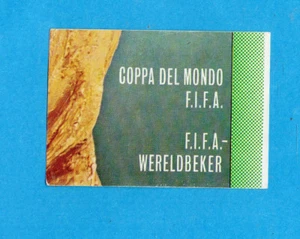 COPPA DEL MONDO
F.I.F.A.
F.I.F.A.-
WERELDBEKER